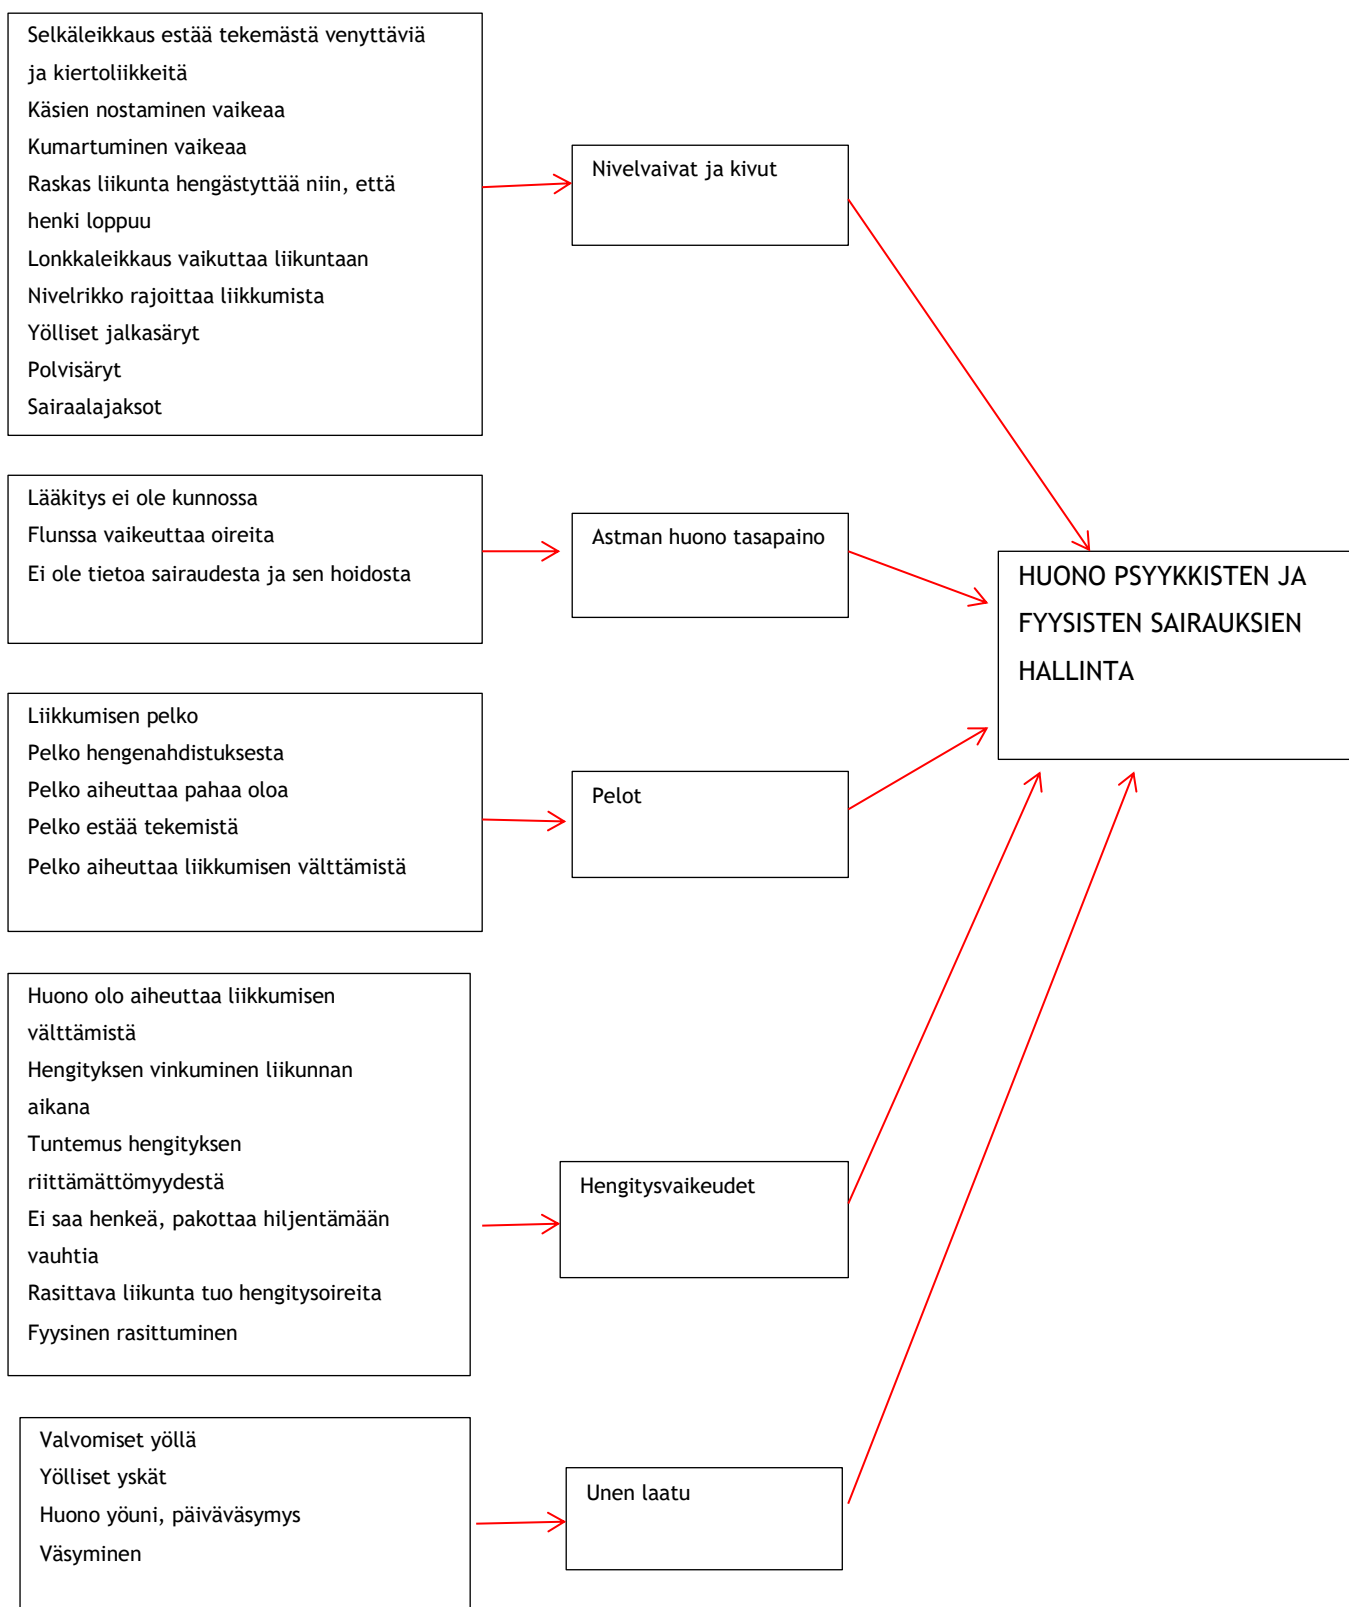 Selkäleikkaus estää tekemästä venyttäviä
ja kiertoliikkeitä
Käsien nostaminen vaikeaa
Kumartuminen vaikeaa
Raskas liikunta hengästyttää niin, että
henki loppuu
Lonkkaleikkaus vaikuttaa liikuntaan
Nivelrikko rajoittaa liikkumista
Yölliset jalkasäryt
Polvisäryt
Sairaalajaksot
Nivelvaivat ja kivut
Lääkitys ei ole kunnossa
Flunssa vaikeuttaa oireita
Ei ole tietoa sairaudesta ja sen hoidosta
Astman huono tasapaino
HUONO PSYYKKISTEN JA
FYYSISTEN SAIRAUKSIEN
HALLINTA
Liikkumisen pelko
Pelko hengenahdistuksesta
Pelko aiheuttaa pahaa oloa
Pelko estää tekemistä
Pelko aiheuttaa liikkumisen välttämistä
Pelot
Huono olo aiheuttaa liikkumisen
välttämistä
Hengityksen vinkuminen liikunnan
aikana
Tuntemus hengityksen
riittämättömyydestä
Ei saa henkeä, pakottaa hiljentämään
vauhtia
Rasittava liikunta tuo hengitysoireita
Fyysinen rasittuminen
Hengitysvaikeudet
Valvomiset yöllä
Yölliset yskät
Huono yöuni, päiväväsymys
Väsyminen
Unen laatu